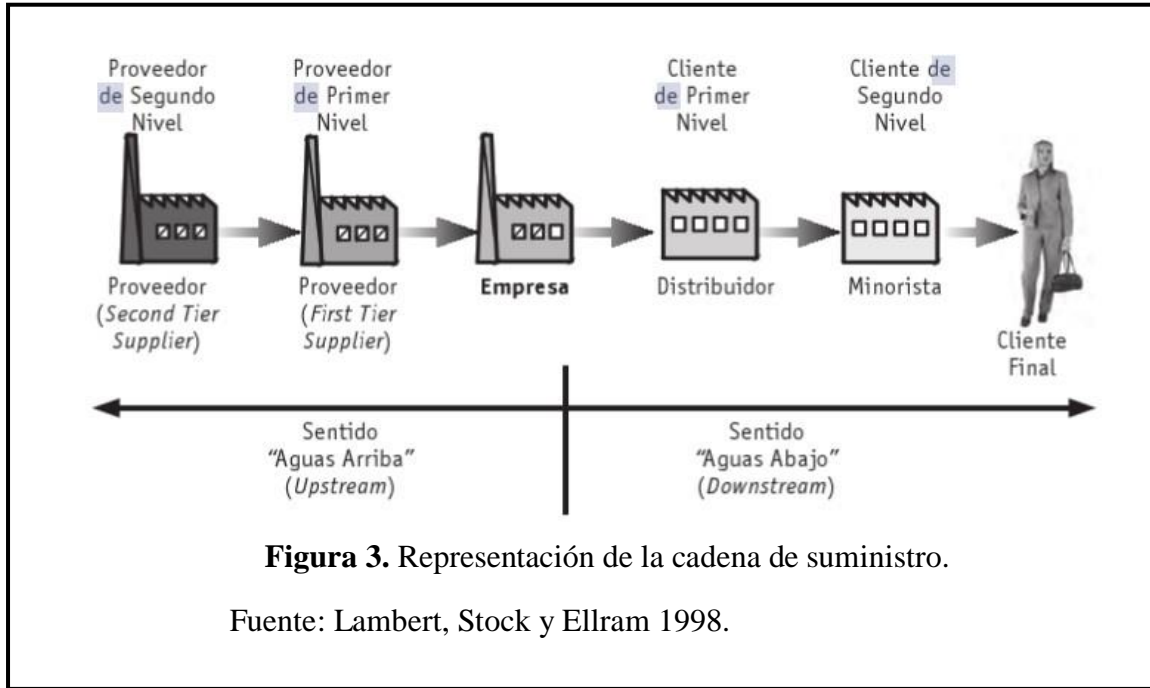 Proveedor
de Segundo
Nivel
Proveedor
de Primer
Nivel
Cliente
de Primer
Nivel
Cliente de
Segundo
Nivel
Proveedor
(Second Tier
Supplier)
Proveedor
(First Tier
Supplier)
Empresa
Distribuidor
Minorista
Cliente
Final
Sentido
“Aguas Arriba”
(Upstream)
Sentido
“Aguas Abajo”
(Downstream)
Figura 3. Representación de la cadena de suministro.
Fuente: Lambert, Stock y Ellram 1998.